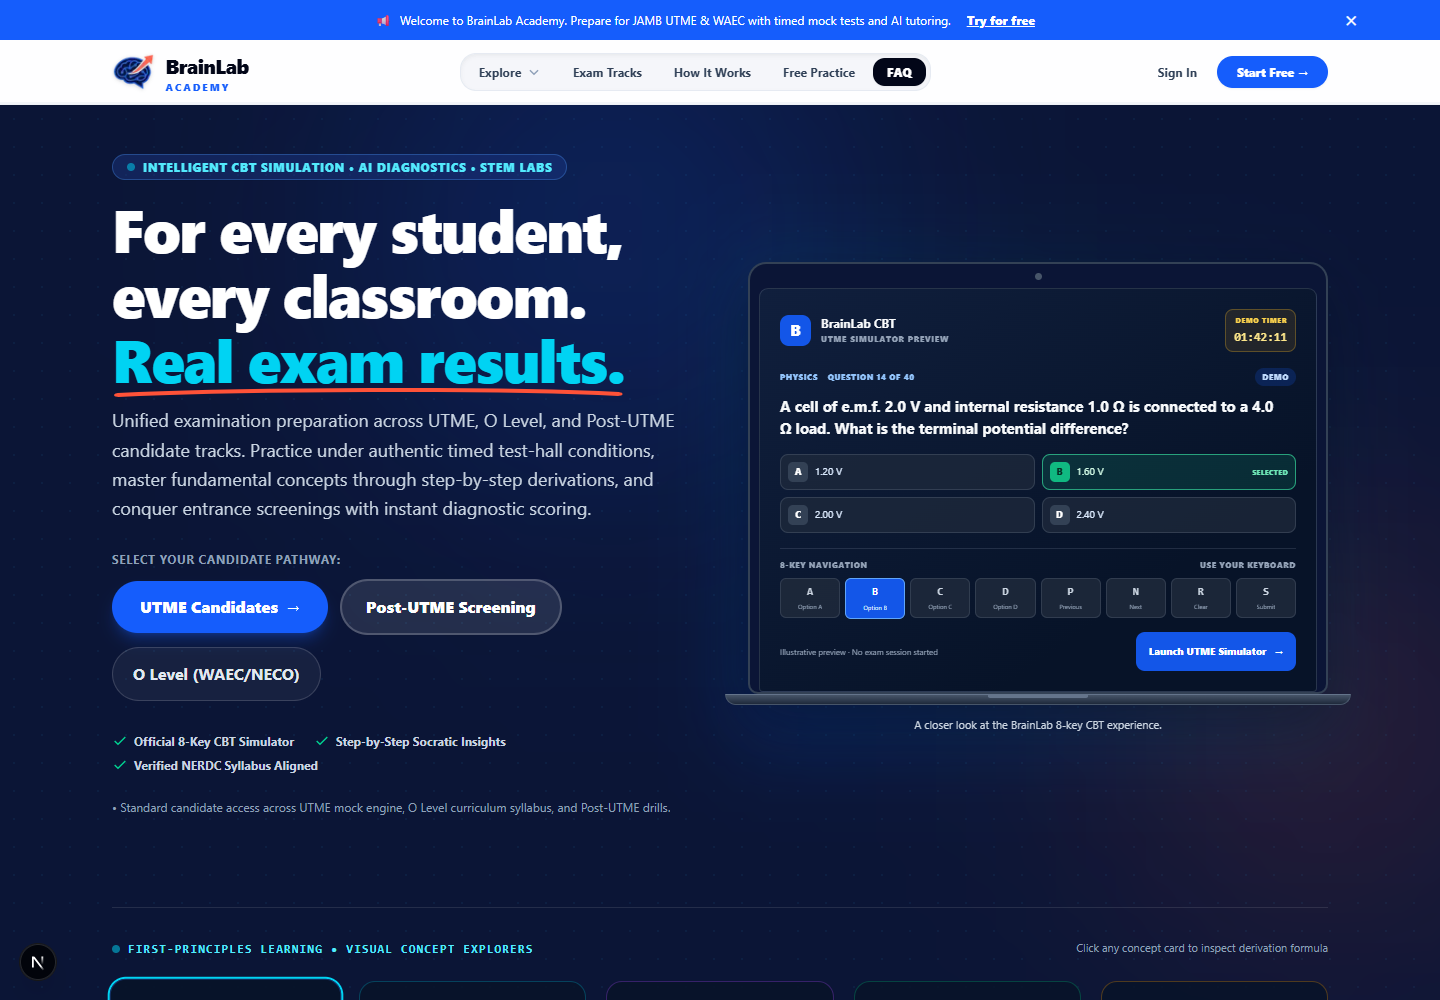 Welcome to BrainLab Academy. Prepare for JAMB UTME & WAEC with timed mock tests and AI tutoring. Try for free
BrainLab
ACADEMY
Explore
Exam Tracks
How It Works
Free Practice
FAQ
Sign In
Start Free →
INTELLIGENT CBT SIMULATION • AI DIAGNOSTICS • STEM LABS
For every student,
every classroom.
Real exam results.
Unified examination preparation across UTME, O Level, and Post-UTME
candidate tracks. Practice under authentic timed test-hall conditions,
master fundamental concepts through step-by-step derivations, and
conquer entrance screenings with instant diagnostic scoring.
SELECT YOUR CANDIDATE PATHWAY:
UTME Candidates →
Post-UTME Screening
O Level (WAEC/NECO)
Official 8-Key CBT Simulator
Step-by-Step Socratic Insights
Verified NERDC Syllabus Aligned
• Standard candidate access across UTME mock engine, O Level curriculum syllabus, and Post-UTME drills.
B
BrainLab CBT
UTME SIMULATOR PREVIEW
DEMO TIMER
01:42:11
PHYSICS QUESTION 14 OF 40
DEMO
A cell of e.m.f. 2.0 V and internal resistance 1.0 Ω is connected to a 4.0
Ω load. What is the terminal potential difference?
A 1.20 V
B 1.60 V SELECTED
C 2.00 V
D 2.40 V
8-KEY NAVIGATION
USE YOUR KEYBOARD
A
Option A
B
Option B
C
Option C
D
Option D
P
Previous
N
Next
R
Clear
S
Submit
Illustrative preview · No exam session started
Launch UTME Simulator →
A closer look at the BrainLab 8-key CBT experience.
FIRST-PRINCIPLES LEARNING • VISUAL CONCEPT EXPLORERS
Click any concept card to inspect derivation formula
N